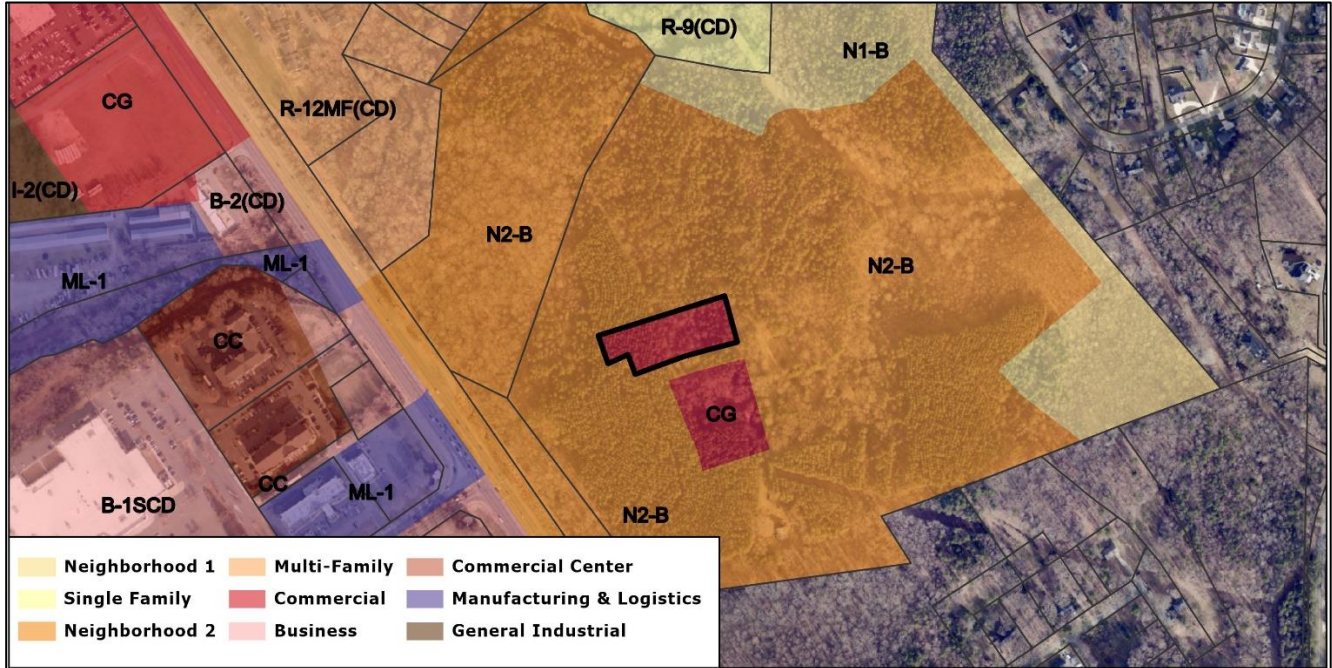 R-9(CD)
N1-B
CG
R-12MF(CD)
I-2(CD)
B-2(CD)
N2-B
ML-1
ML-1
N2-B
CC
CG
CC
ML-1
B-1SCD
N2-B
Neighborhood 1
Multi-Family
Commercial Center
Single Family
Commercial
Manufacturing & Logistics
Neighborhood 2
Business
General Industrial